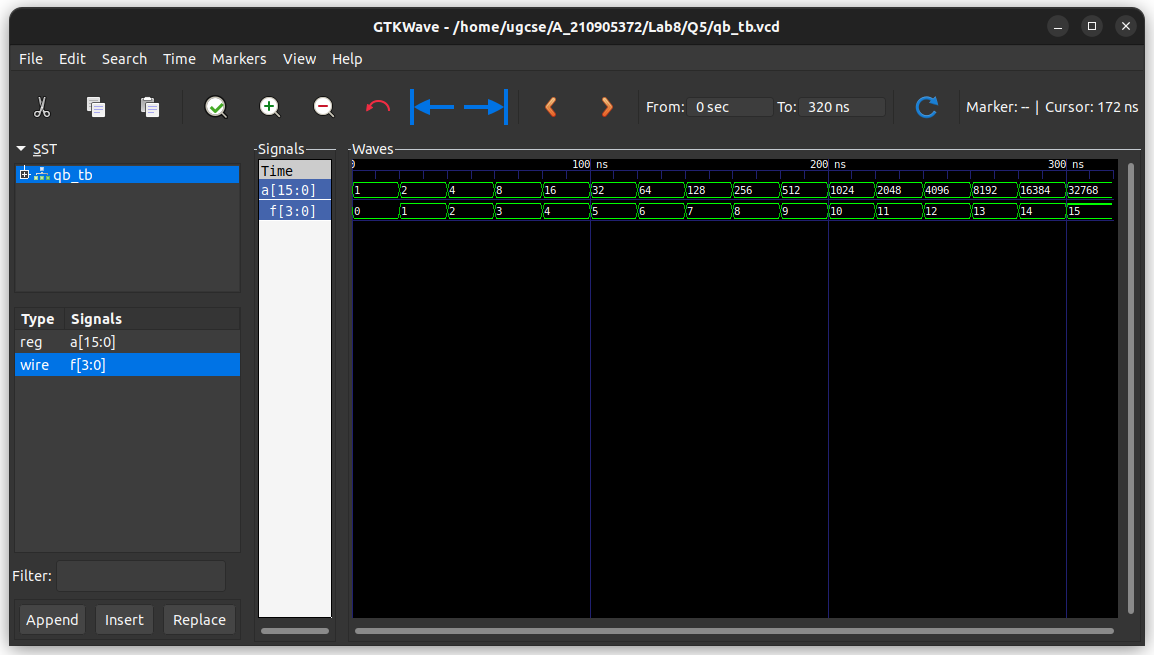 GTKWave - /home/ugcse/A_210905372/Lab8/Q5/qb_tb.vcd
File Edit Search Time Markers View Help
From: 0 sec To: 320 ns Marker: -- | Cursor: 172 ns
SST
qb_tb
Type Signals
reg a[15:0]
wire f[3:0]
Filter:
Append Insert Replace
Signals
Time
a[15:0]
f[3:0]
Waves
0 100 ns 200 ns 300 ns
1 2 4 8 16 32 64 128 256 512 1024 2048 4096 8192 16384 32768
0 1 2 3 4 5 6 7 8 9 10 11 12 13 14 15